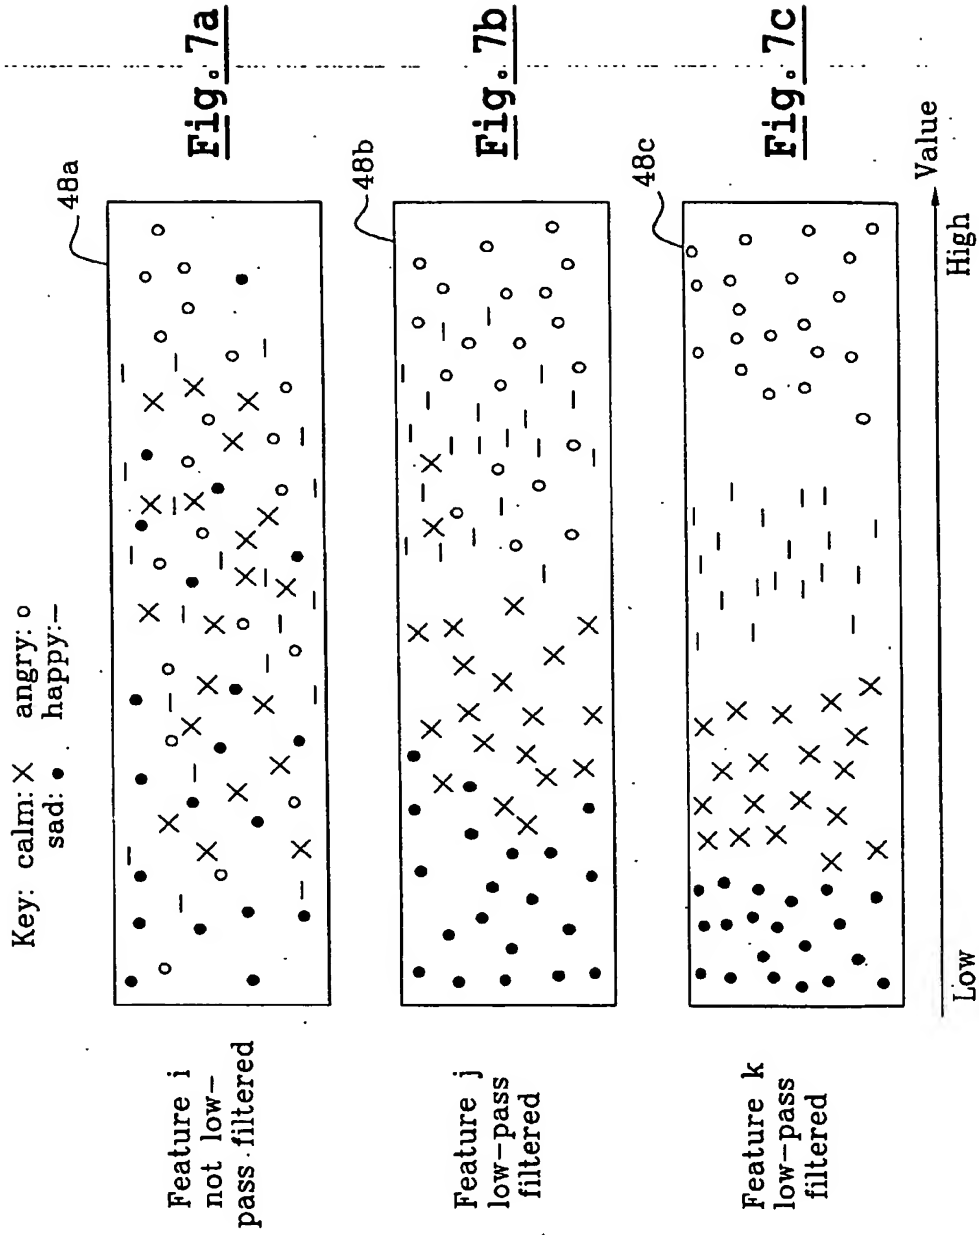 Key: calm: X angry: o
sad: ● happy: —
Feature i
not low-
pass filtered
48a
Fig. 7a
Feature j
low-pass
filtered
48b
Fig. 7b
Feature k
low-pass
filtered
48c
Fig. 7c
Low
High
Value